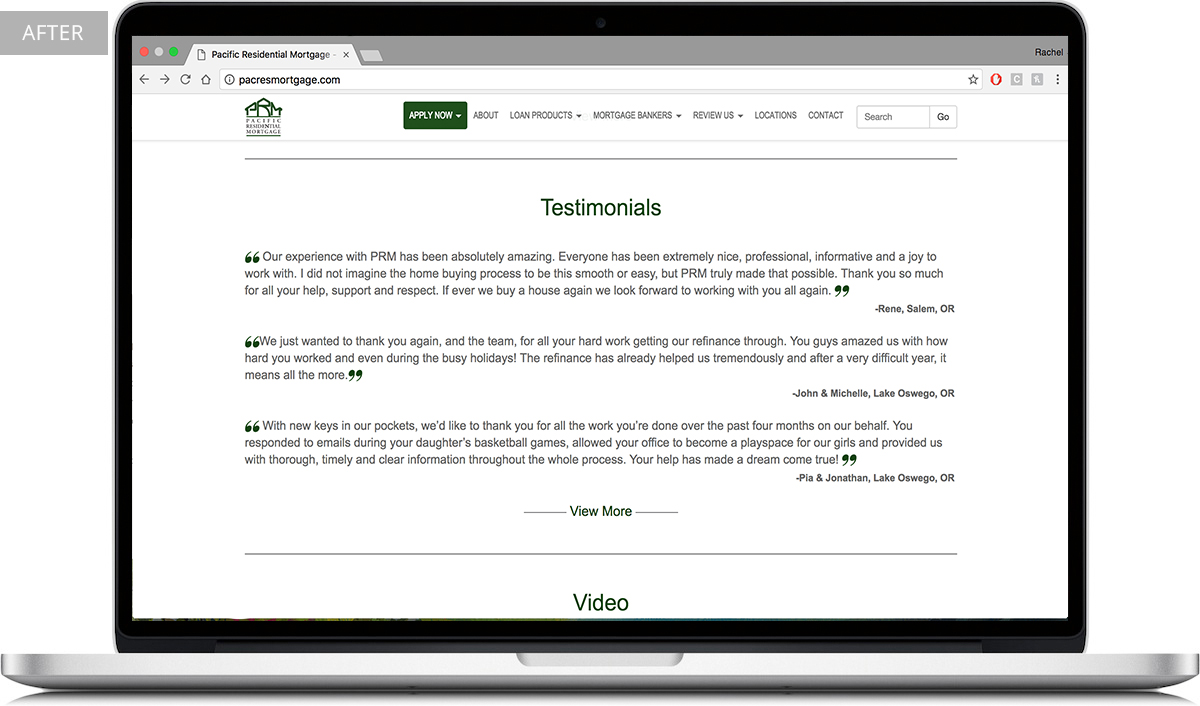 AFTER
Pacific Residential Mortgage -
Rachel
pacresmortgage.com
C
PRM
PACIFIC
RESIDENTIAL
MORTGAGE
APPLY NOW
ABOUT
LOAN PRODUCTS
MORTGAGE BANKERS
REVIEW US
LOCATIONS
CONTACT
Search
Go
Testimonials
❝ Our experience with PRM has been absolutely amazing. Everyone has been extremely nice, professional, informative and a joy to
work with. I did not imagine the home buying process to be this smooth or easy, but PRM truly made that possible. Thank you so much
for all your help, support and respect. If ever we buy a house again we look forward to working with you all again. ❞
-Rene, Salem, OR
❝We just wanted to thank you again, and the team, for all your hard work getting our refinance through. You guys amazed us with how
hard you worked and even during the busy holidays! The refinance has already helped us tremendously and after a very difficult year, it
means all the more.❞
-John & Michelle, Lake Oswego, OR
❝ With new keys in our pockets, we’d like to thank you for all the work you’re done over the past four months on our behalf. You
responded to emails during your daughter’s basketball games, allowed your office to become a playspace for our girls and provided us
with thorough, timely and clear information throughout the whole process. Your help has made a dream come true! ❞
-Pia & Jonathan, Lake Oswego, OR
View More
Video